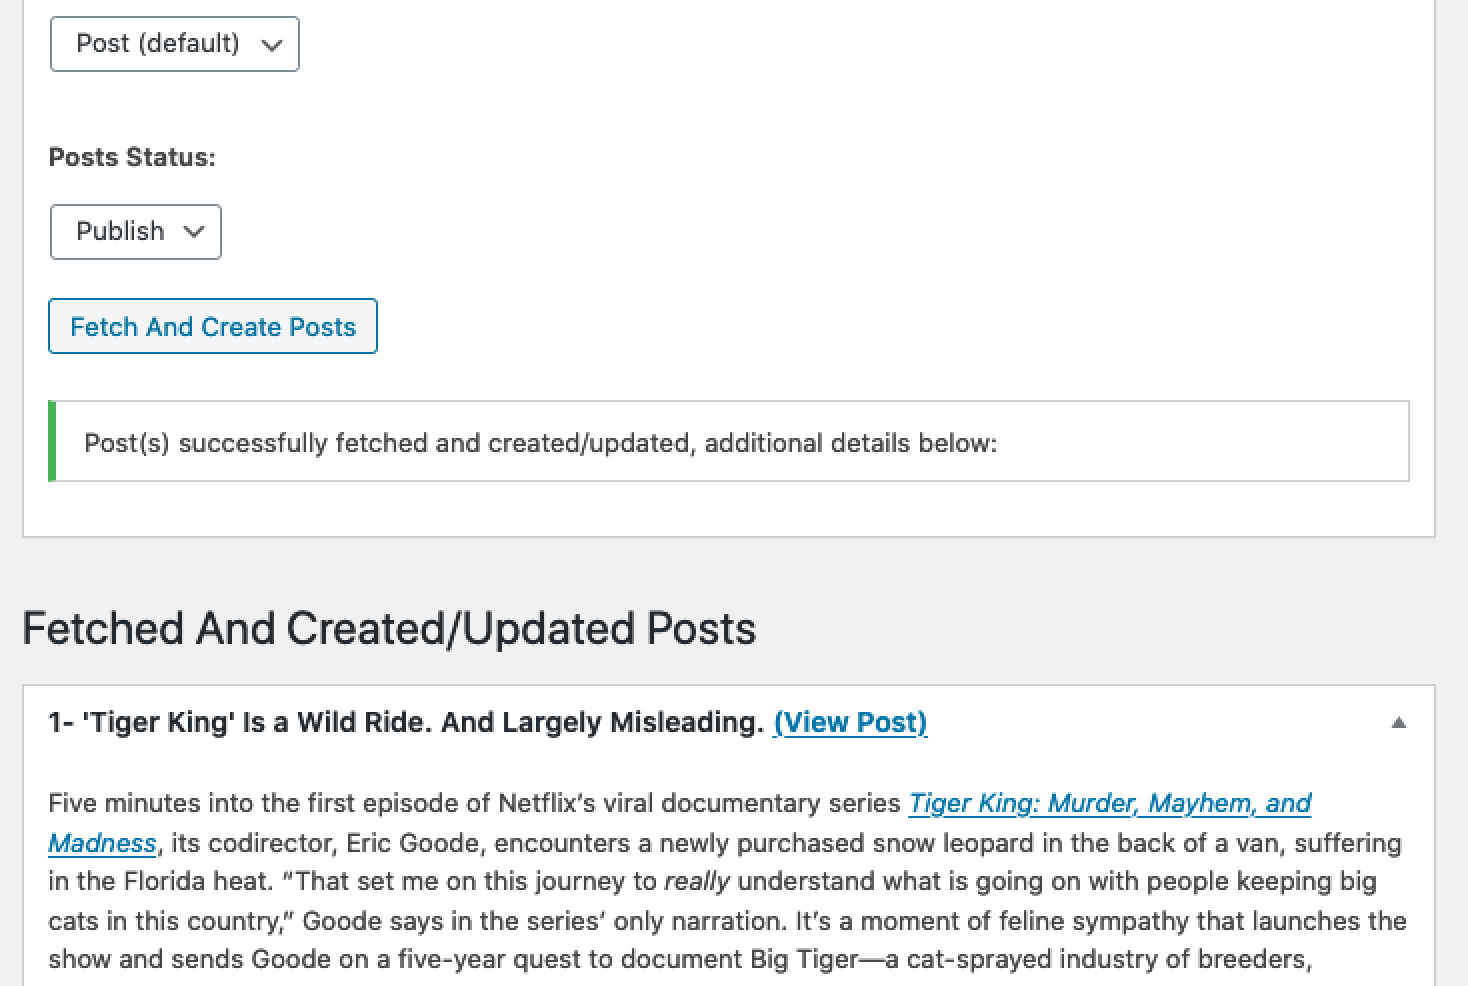 Post (default)
Posts Status:
Publish
Fetch And Create Posts
Post(s) successfully fetched and created/updated, additional details below:
Fetched And Created/Updated Posts
1- 'Tiger King' Is a Wild Ride. And Largely Misleading. (View Post)
Five minutes into the first episode of Netflix’s viral documentary series Tiger King: Murder, Mayhem, and
Madness, its codirector, Eric Goode, encounters a newly purchased snow leopard in the back of a van, suffering
in the Florida heat. “That set me on this journey to really understand what is going on with people keeping big
cats in this country,” Goode says in the series’ only narration. It’s a moment of feline sympathy that launches the
show and sends Goode on a five-year quest to document Big Tiger—a cat-sprayed industry of breeders,